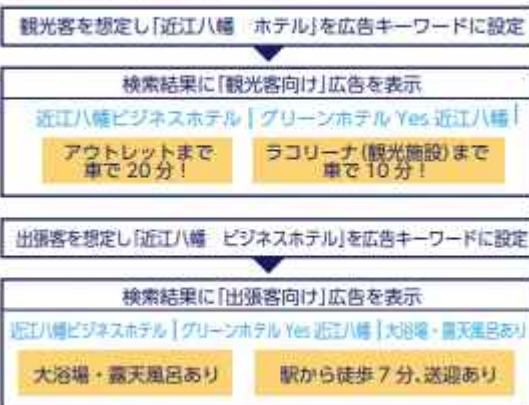 観光客を想定し「近江八幡　ホテル」を広告キーワードに設定
検索結果に「観光客向け」広告を表示
近江八幡ビジネスホテル | グリーンホテル Yes 近江八幡 |
アウトレットまで
車で 20 分！
ラコリーナ(観光施設)まで
車で 10 分！
出張客を想定し「近江八幡　ビジネスホテル」を広告キーワードに設定
検索結果に「出張客向け」広告を表示
近江八幡ビジネスホテル | グリーンホテル Yes 近江八幡 | 大浴場・露天風呂あり
大浴場・露天風呂あり
駅から徒歩 7 分、送迎あり